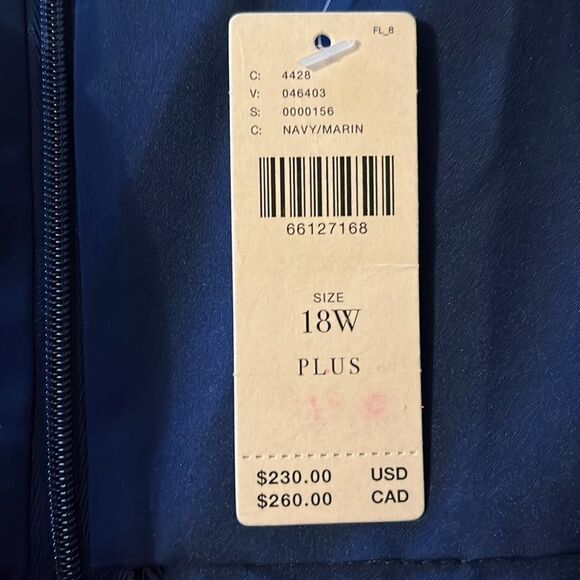 FL_8
C: 4428
V: 046403
S: 0000156
C: NAVY/MARIN
66127168
SIZE
18W
PLUS
$230.00 USD
$260.00 CAD